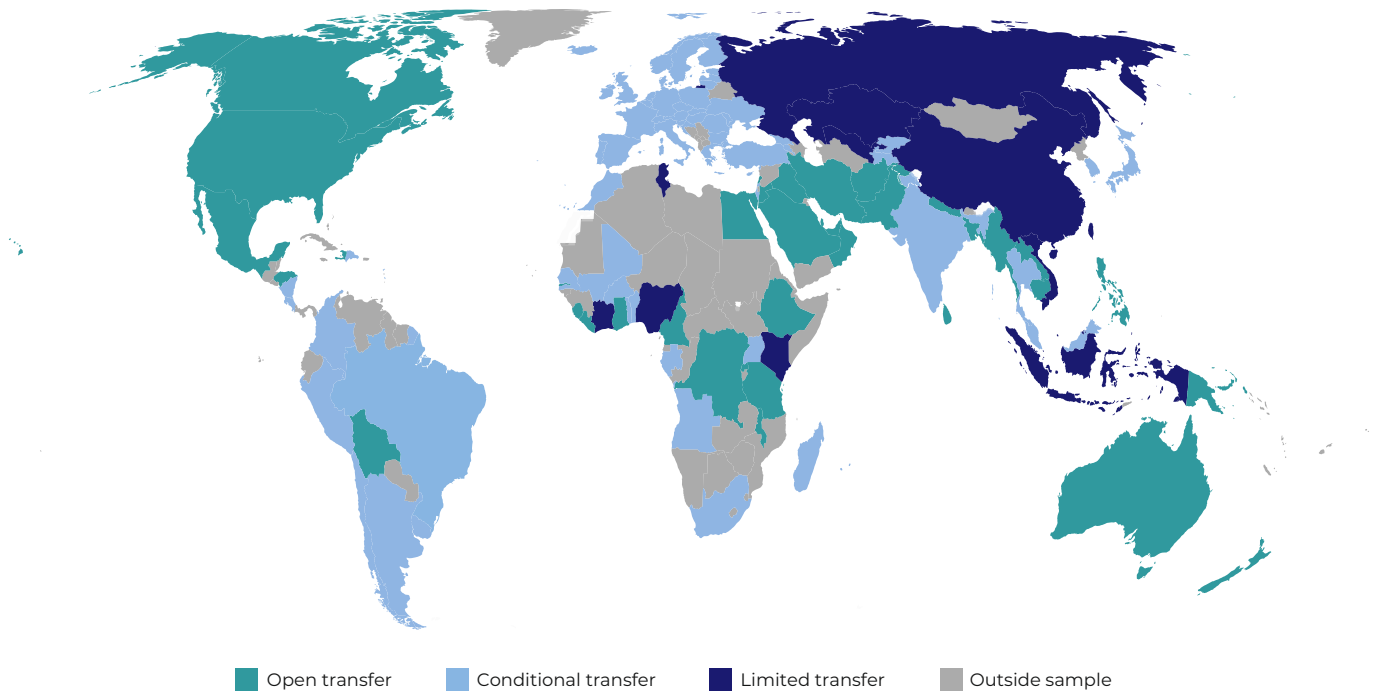 Open transfer
Conditional transfer
Limited transfer
Outside sample